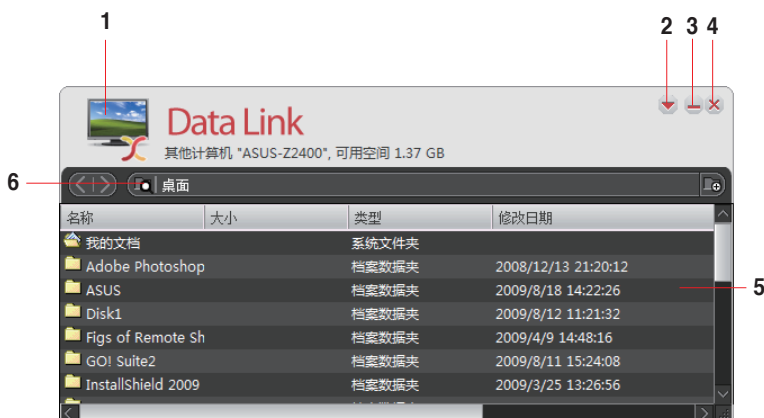 1
2 3 4
Data Link
其他计算机 "ASUS-Z2400", 可用空间 1.37 GB
6
桌面
名称 大小 类型 修改日期
我的文档 系统文件夹
Adobe Photoshop 档案数据夹 2008/12/13 21:20:12
ASUS 档案数据夹 2009/8/18 14:22:26
5
Disk1 档案数据夹 2009/8/12 11:21:32
Figs of Remote Sh 档案数据夹 2009/4/9 14:48:16
GO! Suite2 档案数据夹 2009/8/11 15:24:08
InstallShield 2009 档案数据夹 2009/3/25 13:26:56